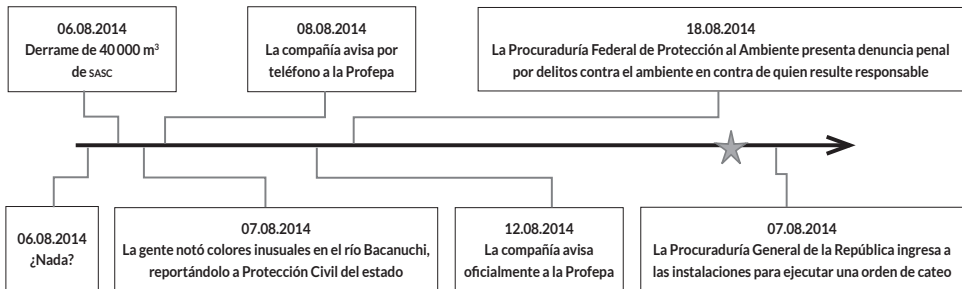 06.08.2014
Derrame de 40 000 m³
de SASC
08.08.2014
La compañía avisa por
teléfono a la Profepa
18.08.2014
La Procuraduría Federal de Protección al Ambiente presenta denuncia penal
por delitos contra el ambiente en contra de quien resulte responsable
06.08.2014
¿Nada?
07.08.2014
La gente notó colores inusuales en el río Bacanuchi,
reportándolo a Protección Civil del estado
12.08.2014
La compañía avisa
oficialmente a la Profepa
07.08.2014
La Procuraduría General de la República ingresa a
las instalaciones para ejecutar una orden de cateo